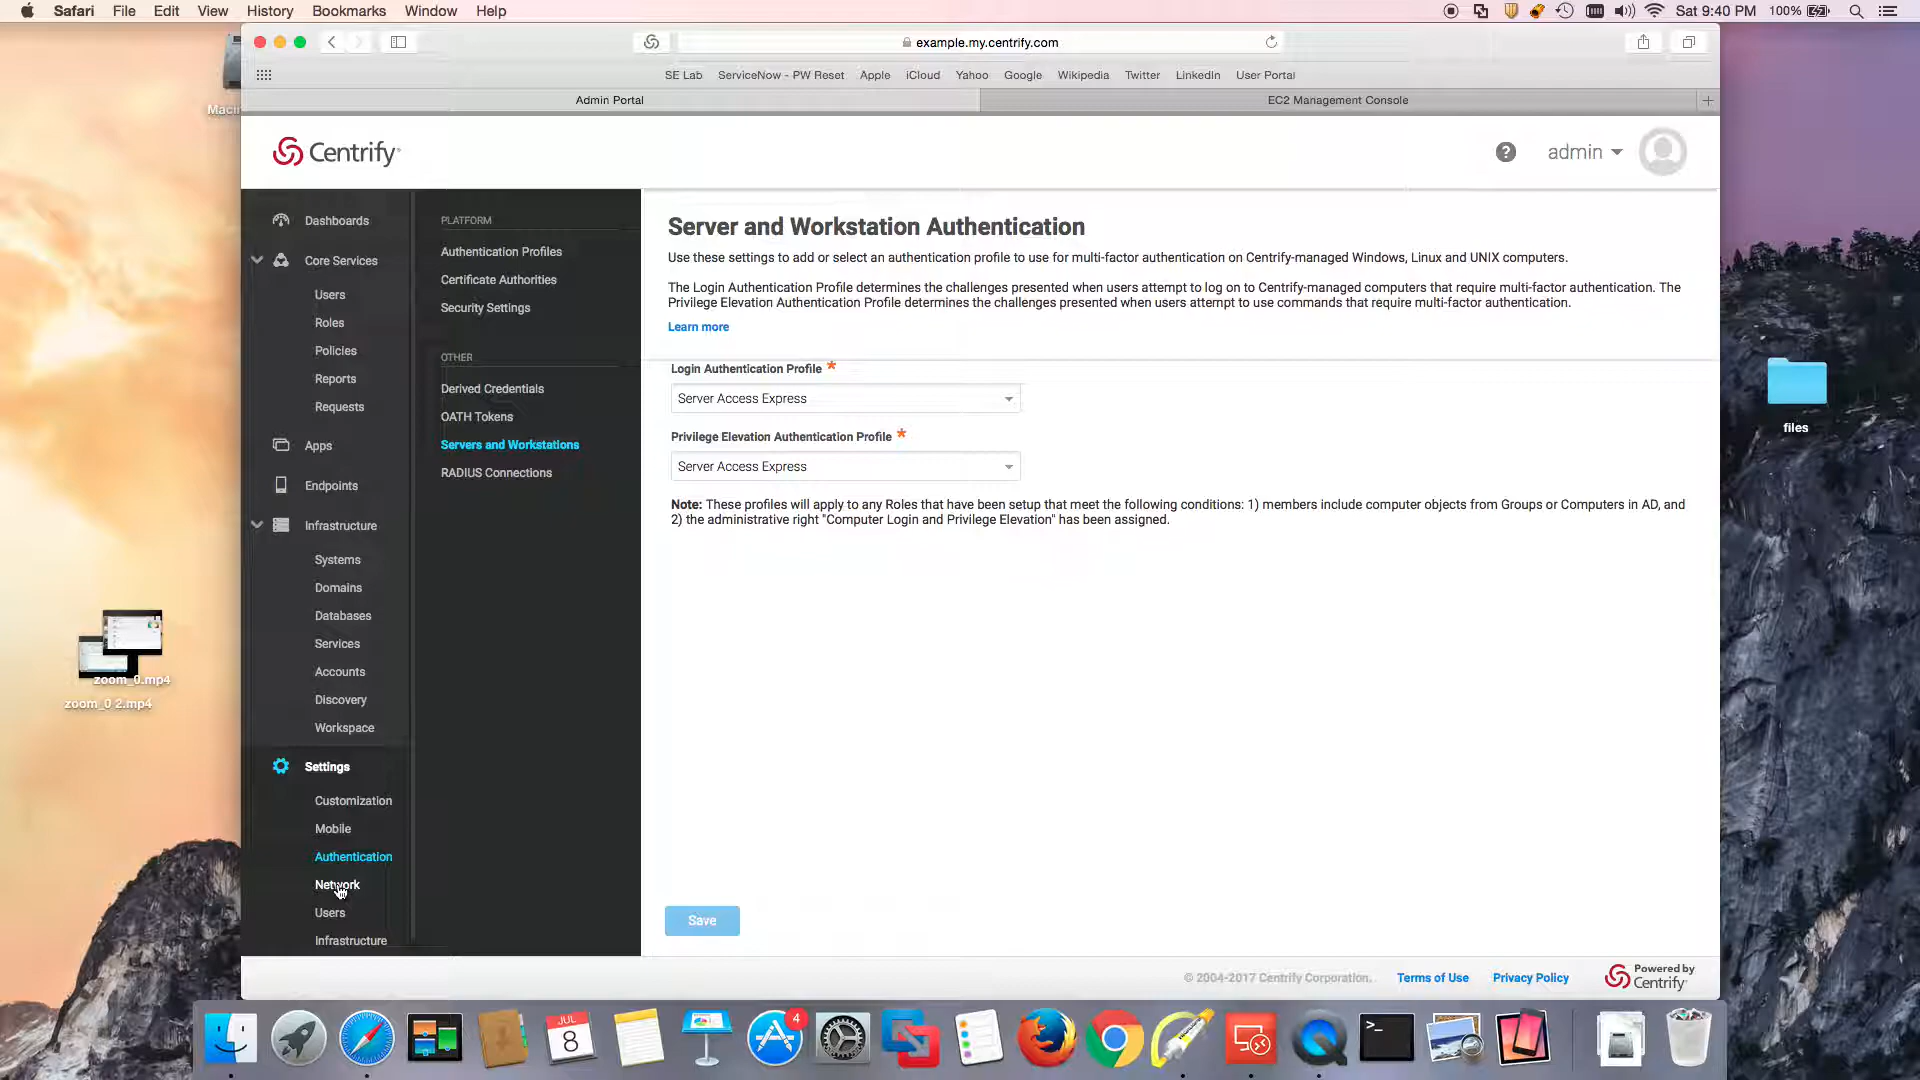 Safari File Edit View History Bookmarks Window Help
Sat 9:40 PM 100%
example.my.centrify.com
SE Lab ServiceNow - PW Reset Apple iCloud Yahoo Google Wikipedia Twitter LinkedIn User Portal
Admin Portal
EC2 Management Console
Macin
Centrify
? admin
Dashboards
Core Services
Users
Roles
Policies
Reports
Requests
Apps
Endpoints
Infrastructure
Systems
Domains
Databases
Services
Accounts
Discovery
Workspace
Settings
Customization
Mobile
Authentication
Network
Users
Infrastructure
PLATFORM
Authentication Profiles
Certificate Authorities
Security Settings
OTHER
Derived Credentials
OATH Tokens
Servers and Workstations
RADIUS Connections
Server and Workstation Authentication
Use these settings to add or select an authentication profile to use for multi-factor authentication on Centrify-managed Windows, Linux and UNIX computers.
The Login Authentication Profile determines the challenges presented when users attempt to log on to Centrify-managed computers that require multi-factor authentication. The
Privilege Elevation Authentication Profile determines the challenges presented when users attempt to use commands that require multi-factor authentication.
Learn more
Login Authentication Profile *
Server Access Express
Privilege Elevation Authentication Profile *
Server Access Express
Note: These profiles will apply to any Roles that have been setup that meet the following conditions: 1) members include computer objects from Groups or Computers in AD, and
2) the administrative right "Computer Login and Privilege Elevation" has been assigned.
Save
© 2004-2017 Centrify Corporation. Terms of Use Privacy Policy
Powered by
Centrify
files
zoom_0.mp4
zoom_0 2.mp4
JUL
8
4
>_